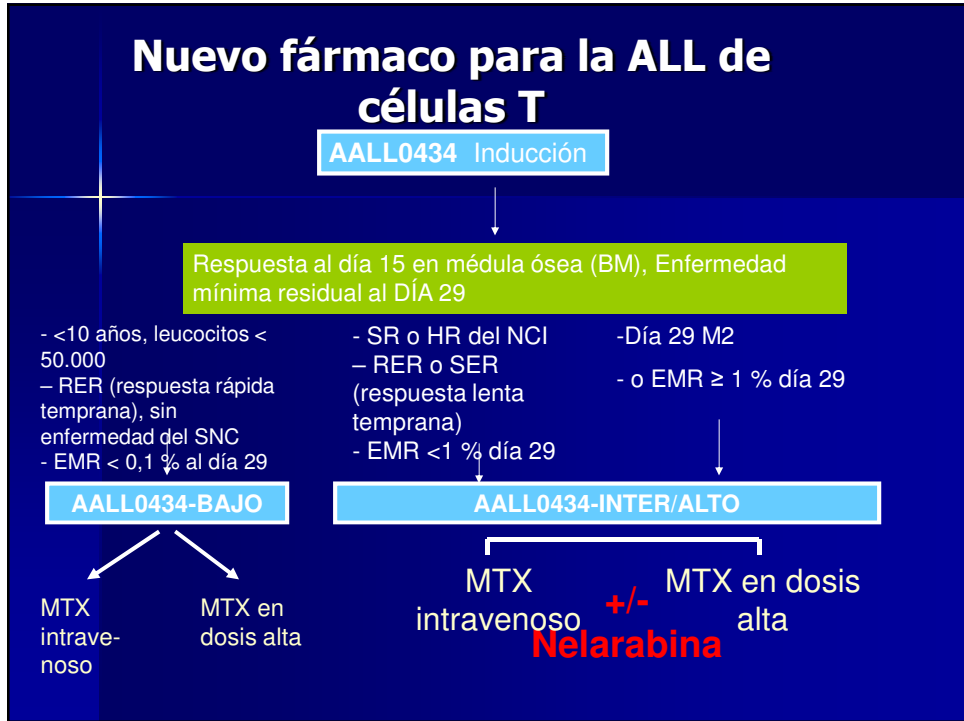 Nuevo fármaco para la ALL de
células T
AALL0434 Inducción
Respuesta al día 15 en médula ósea (BM), Enfermedad
mínima residual al DÍA 29
- <10 años, leucocitos <
50.000
– RER (respuesta rápida
temprana), sin
enfermedad del SNC
- EMR < 0,1 % al día 29
- SR o HR del NCI
– RER o SER
(respuesta lenta
temprana)
- EMR <1 % día 29
-Día 29 M2
- o EMR ≥ 1 % día 29
AALL0434-BAJO
AALL0434-INTER/ALTO
MTX
intrave-
noso
MTX en
dosis alta
MTX
intravenoso
+/-
Nelarabina
MTX en dosis
alta